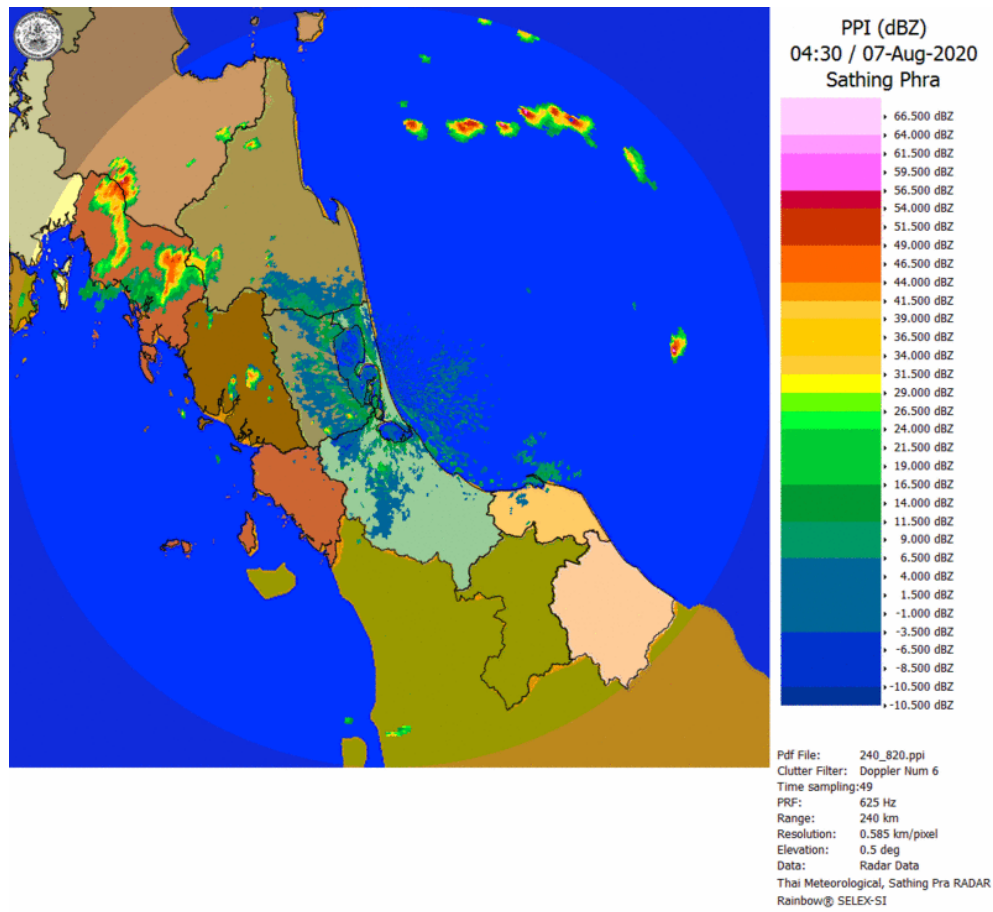 PPI (dBZ)
04:30 / 07-Aug-2020
Sathing Phra
66.500 dBZ
64.000 dBZ
61.500 dBZ
59.500 dBZ
56.500 dBZ
54.000 dBZ
51.500 dBZ
49.000 dBZ
46.500 dBZ
44.000 dBZ
41.500 dBZ
39.000 dBZ
36.500 dBZ
34.000 dBZ
31.500 dBZ
29.000 dBZ
26.500 dBZ
24.000 dBZ
21.500 dBZ
19.000 dBZ
16.500 dBZ
14.000 dBZ
11.500 dBZ
9.000 dBZ
6.500 dBZ
4.000 dBZ
1.500 dBZ
-1.000 dBZ
-3.500 dBZ
-6.500 dBZ
-8.500 dBZ
-10.500 dBZ
-10.500 dBZ
Pdf File: 240_820.ppi
Clutter Filter: Doppler Num 6
Time sampling:49
PRF: 625 Hz
Range: 240 km
Resolution: 0.585 km/pixel
Elevation: 0.5 deg
Data: Radar Data
Thai Meteorological, Sathing Pra RADAR
Rainbow® SELEX-SI